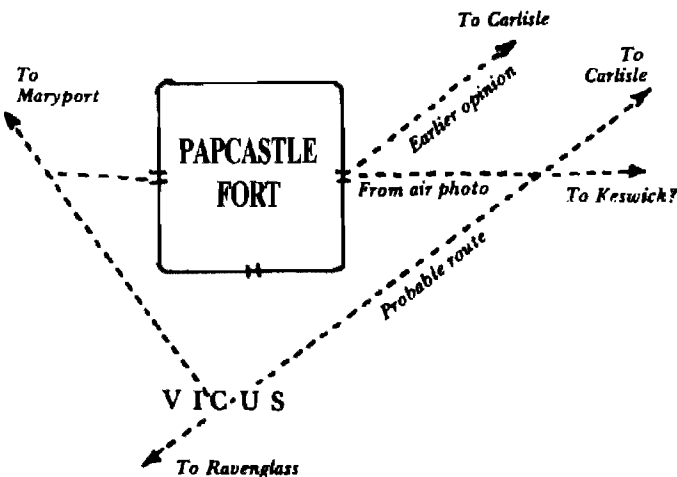 To Carlisle
To
Carlisle
To
Maryport
Earlier opinion
PAPCASTLE
FORT
From air photo
To Keswick?
Probable route
VICUS
To Ravenglass